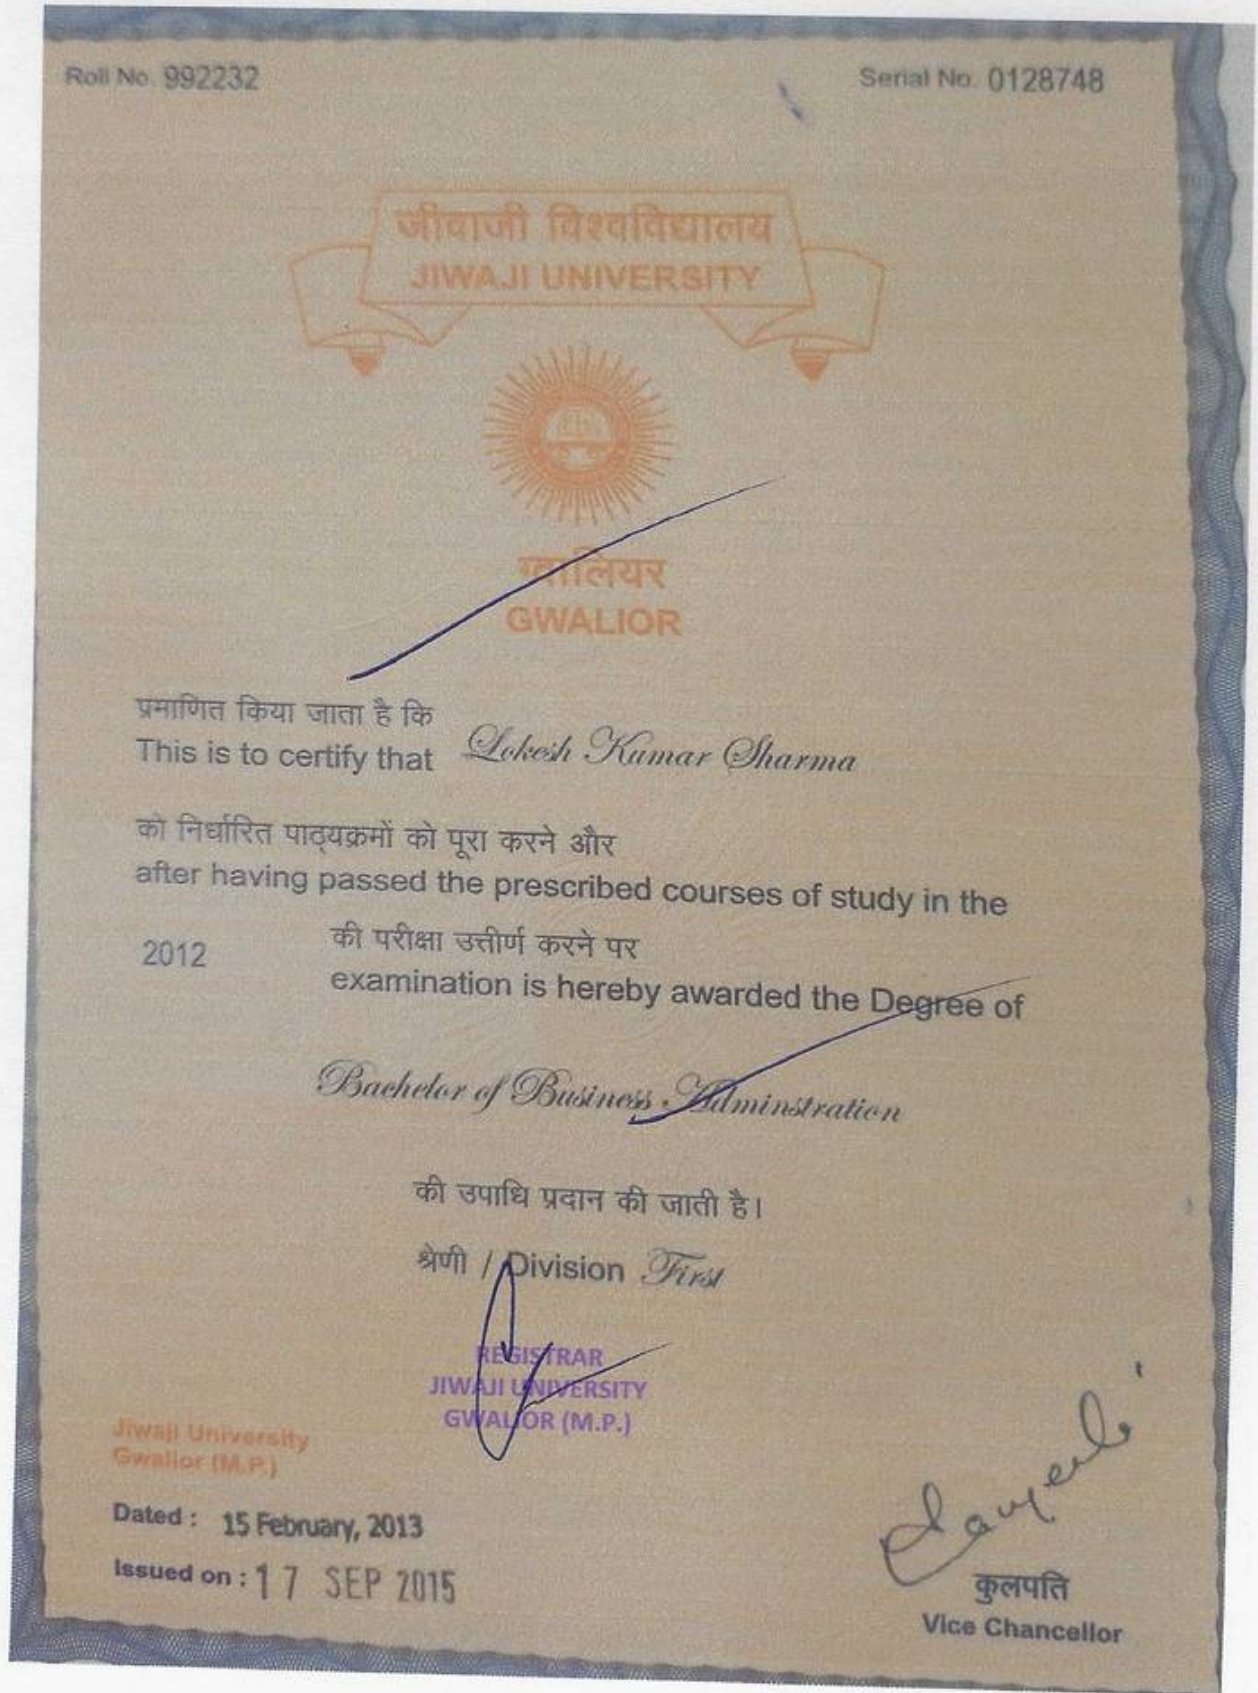 Roll No. 992232
Serial No. 0128748
जीवाजी विश्वविद्यालय
JIWAJI UNIVERSITY
ग्वालियर
GWALIOR
प्रमाणित किया जाता है कि
This is to certify that Lokesh Kumar Sharma
को निर्धारित पाठ्यक्रमों को पूरा करने और
after having passed the prescribed courses of study in the
2012 की परीक्षा उत्तीर्ण करने पर
examination is hereby awarded the Degree of
Bachelor of Business Adminstration
की उपाधि प्रदान की जाती है।
श्रेणी / Division First
REGISTRAR
JIWAJI UNIVERSITY
GWALIOR (M.P.)
Jiwaji University
Gwalior (M.P.)
Dated : 15 February, 2013
Issued on : 17 SEP 2015
कुलपति
Vice Chancellor